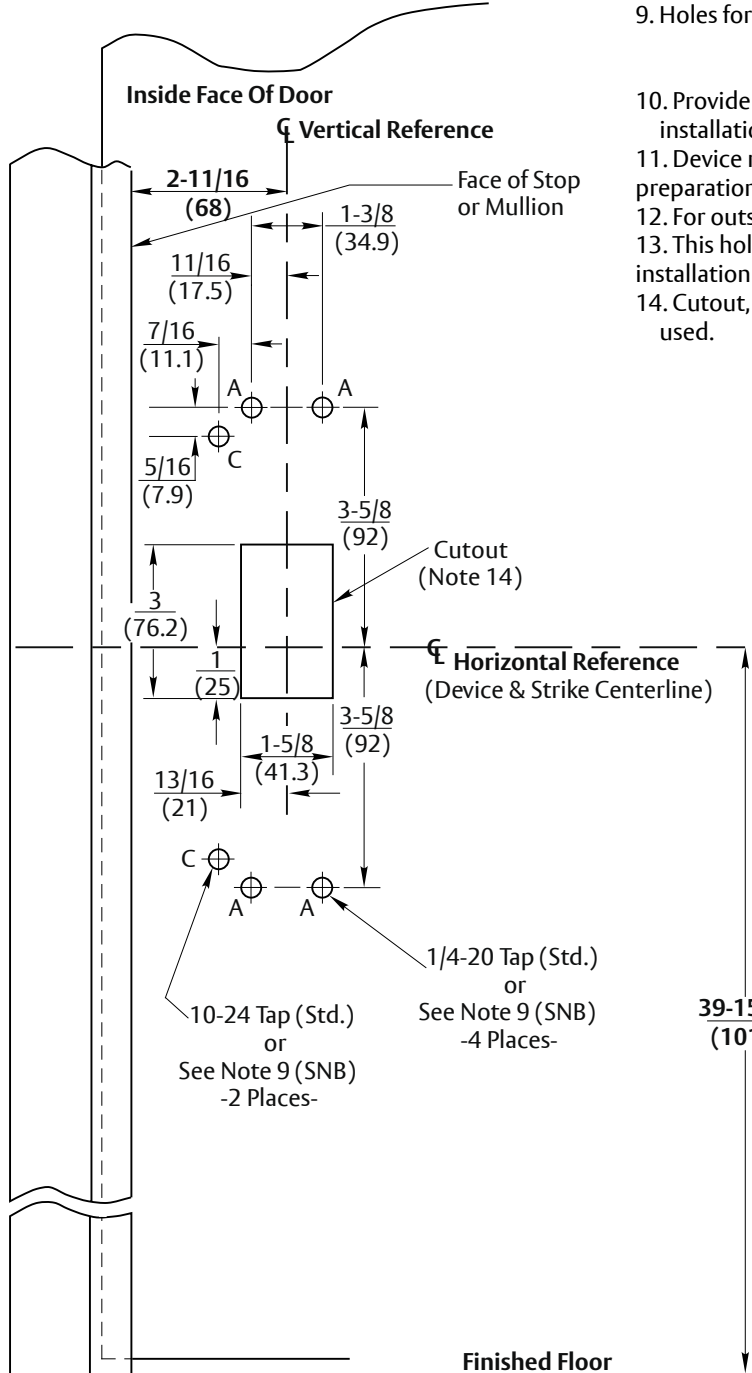 9. Holes for
10. Provide
installatio
11. Device r
preparation
12. For outs
13. This hol
installation
14. Cutout,
used.
Inside Face Of Door
℄ Vertical Reference
2-11/16
(68)
Face of Stop
or Mullion
1-3/8
(34.9)
11/16
(17.5)
7/16
(11.1)
A
A
C
5/16
(7.9)
3-5/8
(92)
Cutout
(Note 14)
3
(76.2)
1
(25)
℄ Horizontal Reference
(Device & Strike Centerline)
3-5/8
(92)
1-5/8
(41.3)
13/16
(21)
C
A
A
1/4-20 Tap (Std.)
or
See Note 9 (SNB)
-4 Places-
10-24 Tap (Std.)
or
See Note 9 (SNB)
-2 Places-
39-15
(101
Finished Floor